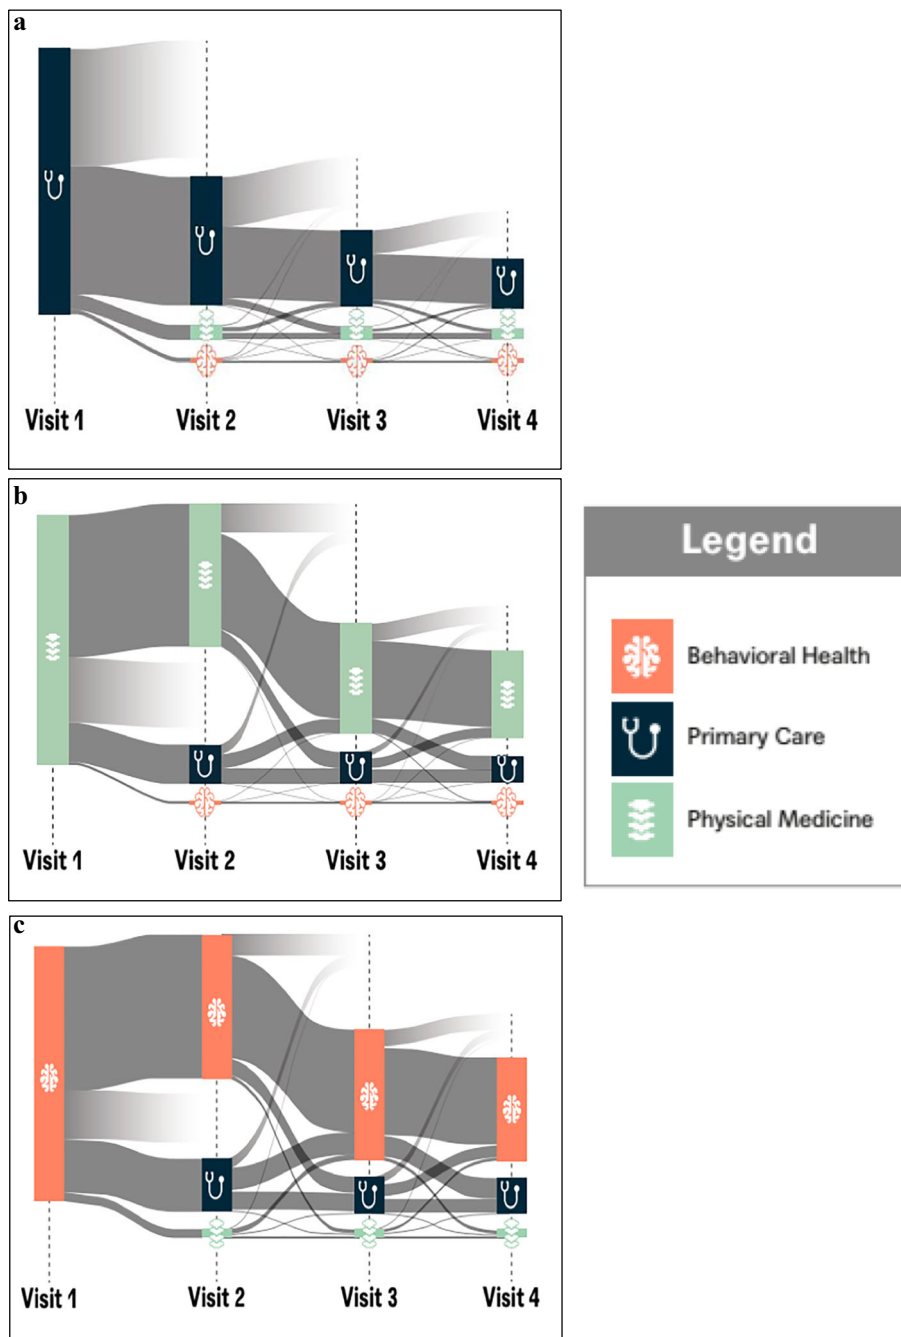 a
Visit 1 Visit 2 Visit 3 Visit 4
b
Visit 1 Visit 2 Visit 3 Visit 4
Legend
Behavioral Health
Primary Care
Physical Medicine
c
Visit 1 Visit 2 Visit 3 Visit 4